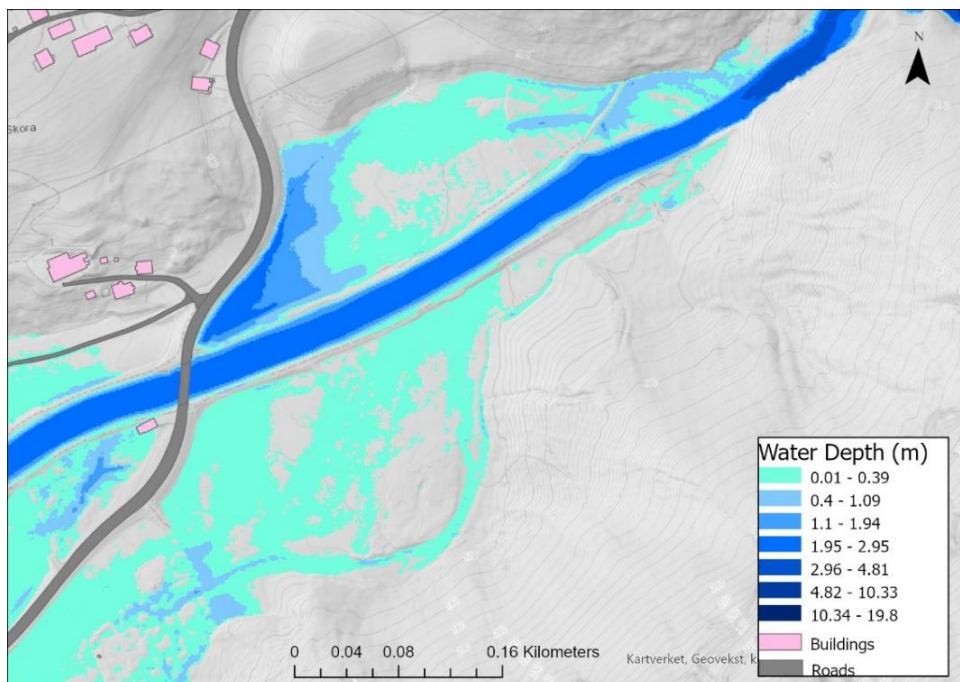 N
Skora
Water Depth (m)
0.01 - 0.39
0.4 - 1.09
1.1 - 1.94
1.95 - 2.95
2.96 - 4.81
4.82 - 10.33
10.34 - 19.8
Buildings
Roads
0 0.04 0.08 0.16 Kilometers
Kartverket, Geovekst, k